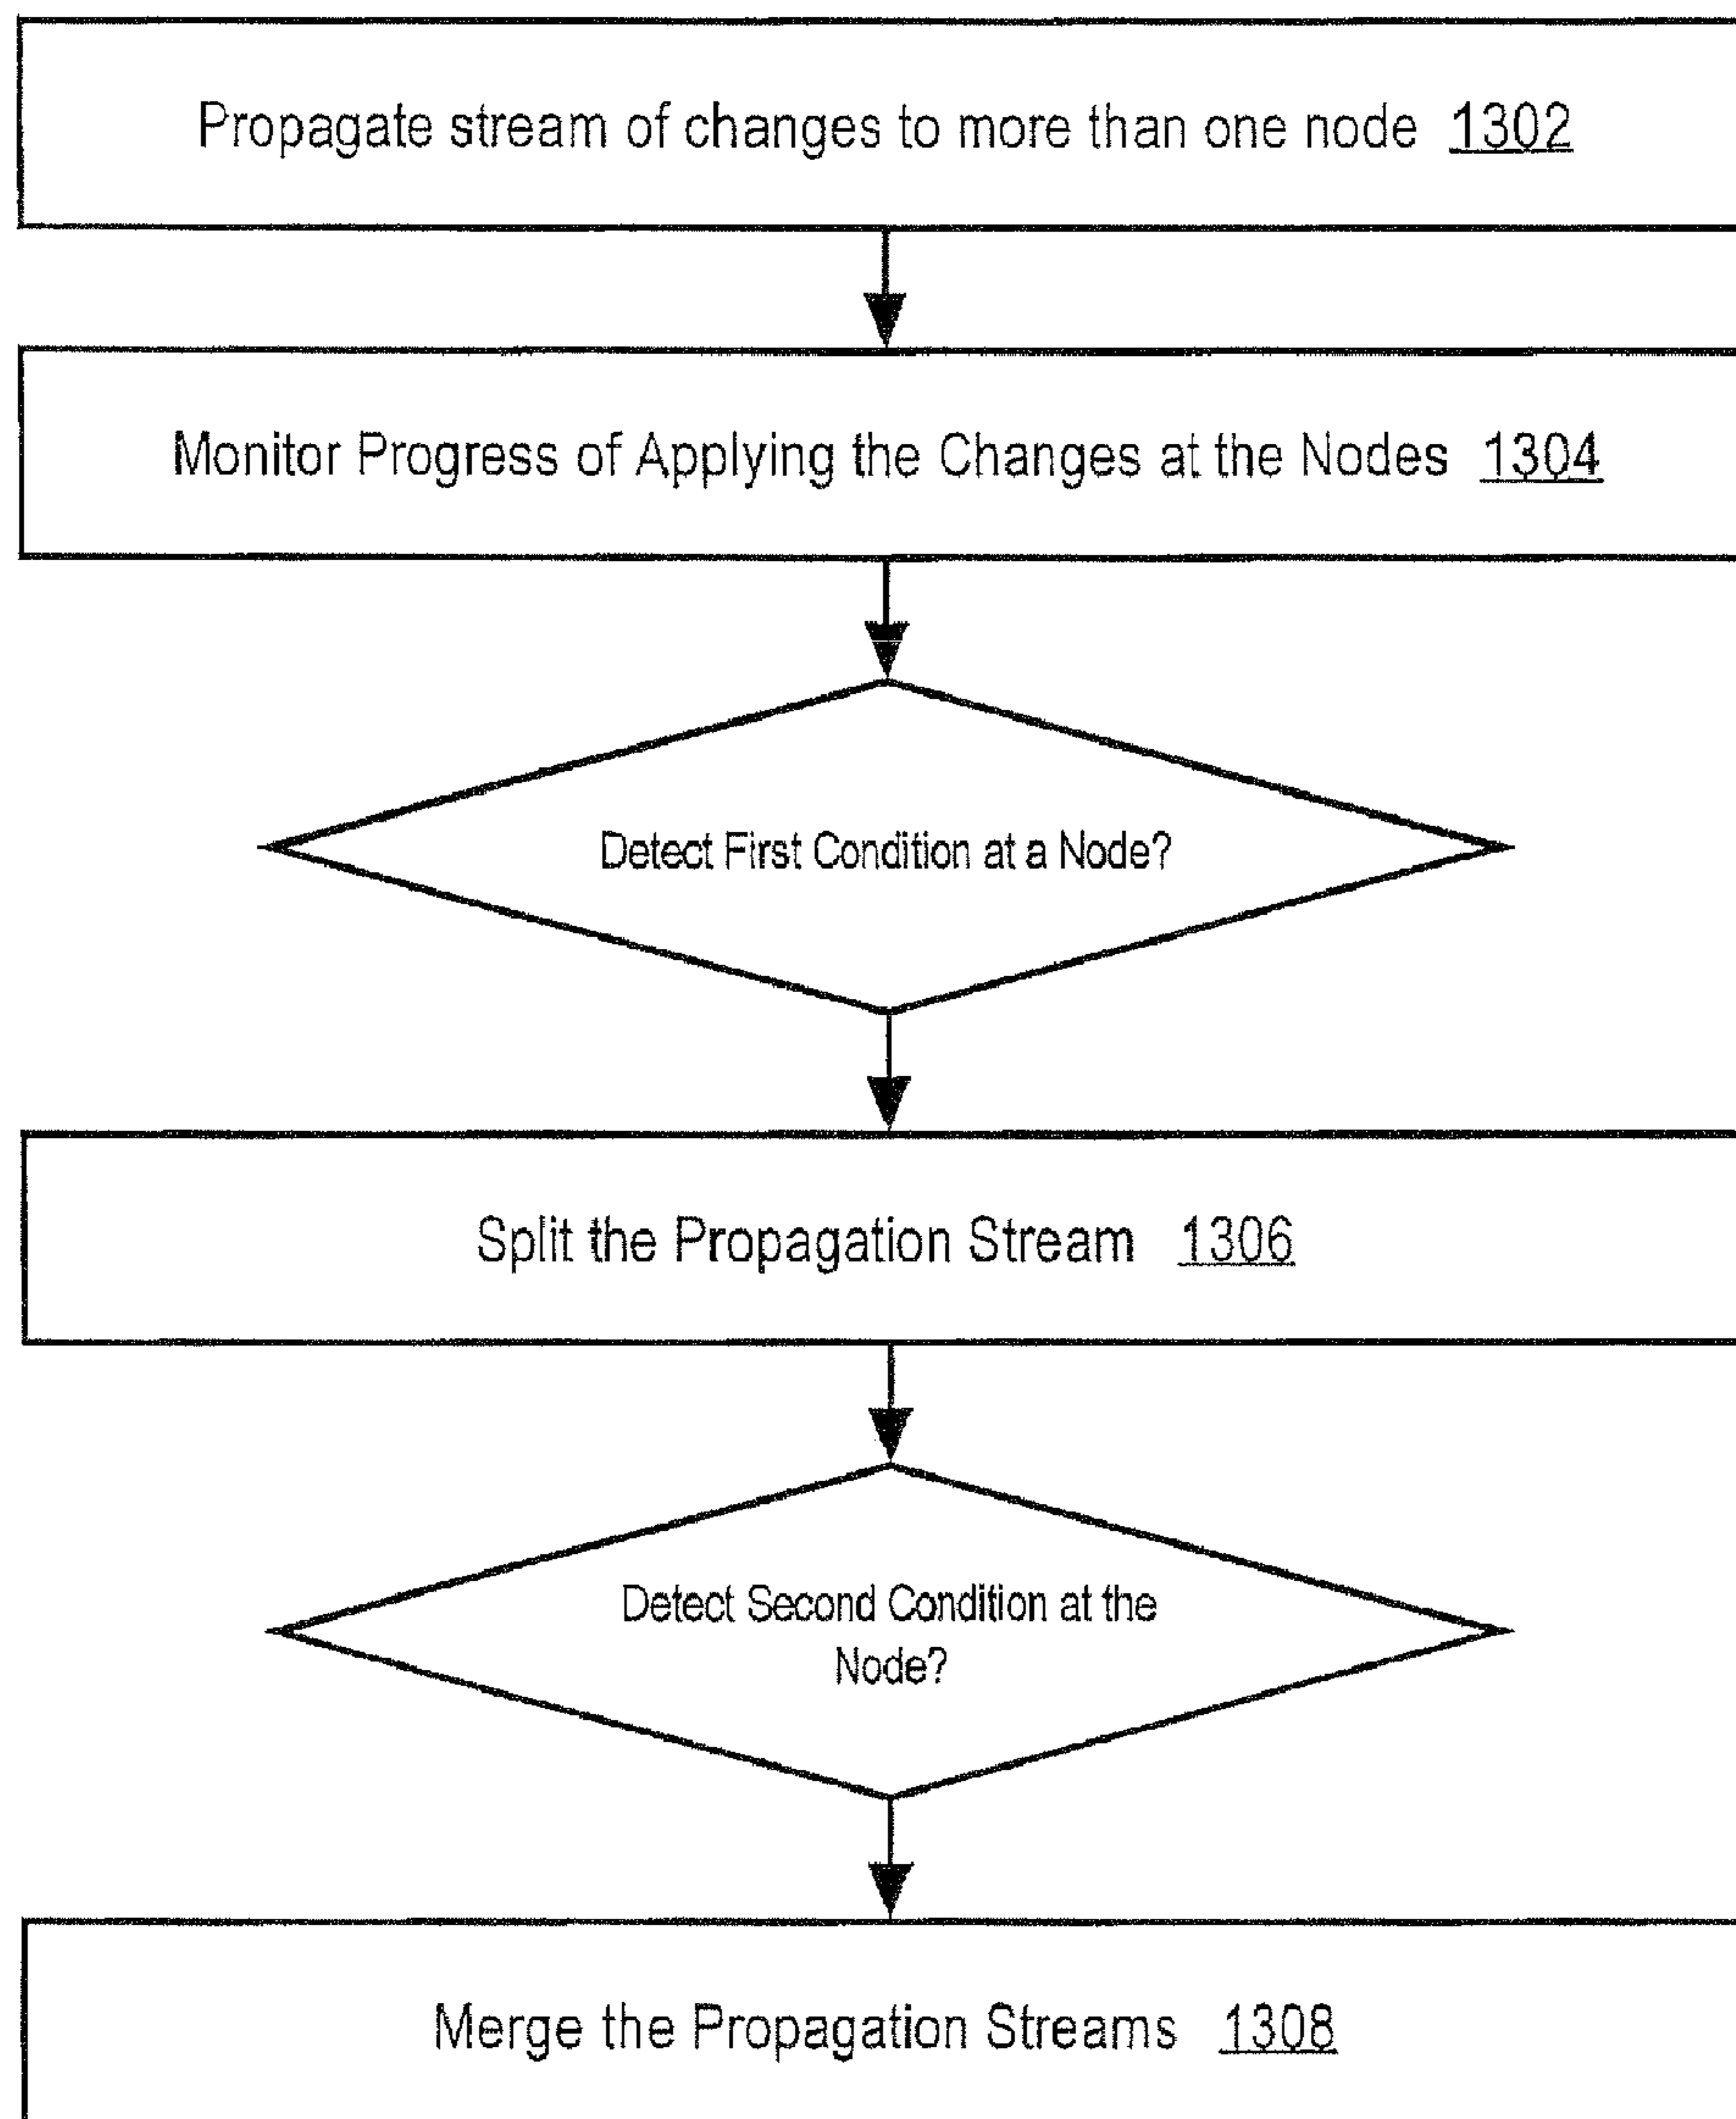 Propagate stream of changes to more than one node 1302
Monitor Progress of Applying the Changes at the Nodes 1304
Detect First Condition at a Node?
Split the Propagation Stream 1306
Detect Second Condition at the
Node?
Merge the Propagation Streams 1308